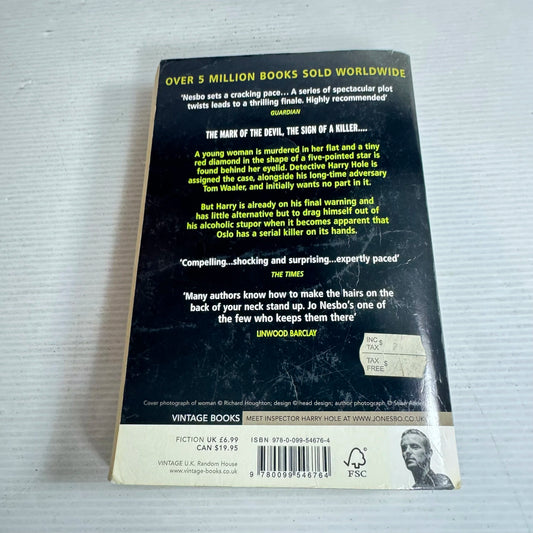 OVER 5 MILLION BOOKS SOLD WORLDWIDE
'Nesbo sets a cracking pace... A series of spectacular plot
twists leads to a thrilling finale. Highly recommended'
GUARDIAN
THE MARK OF THE DEVIL, THE SIGN OF A KILLER....
A young woman is murdered in her flat and a tiny
red diamond in the shape of a five-pointed star is
found behind her eyelid. Detective Harry Hole is
assigned the case, alongside his long-time adversary
Tom Waaler, and initially wants no part in it.
But Harry is already on his final warning and
has little alternative but to drag himself out of
his alcoholic stupor when it becomes apparent that
Oslo has a serial killer on its hands.
'Compelling...shocking and surprising...expertly paced'
THE TIMES
'Many authors know how to make the hairs on the
back of your neck stand up. Jo Nesbo's one of
the few who keeps them there'
LINWOOD BARCLAY
INC $
TAX
TAX
FREE $
Cover photograph of woman © Richard Houghton; design @head design; author photograph ©
VINTAGE BOOKS
MEET INSPECTOR HARRY HOLE AT WWW.JONESBO.CO.UK
FICTION UK £6.99
CAN $19.95
VINTAGE U.K. Random House
www.vintage-books.co.uk
ISBN 978-0-099-54676-4
9 780099 546764
FSC